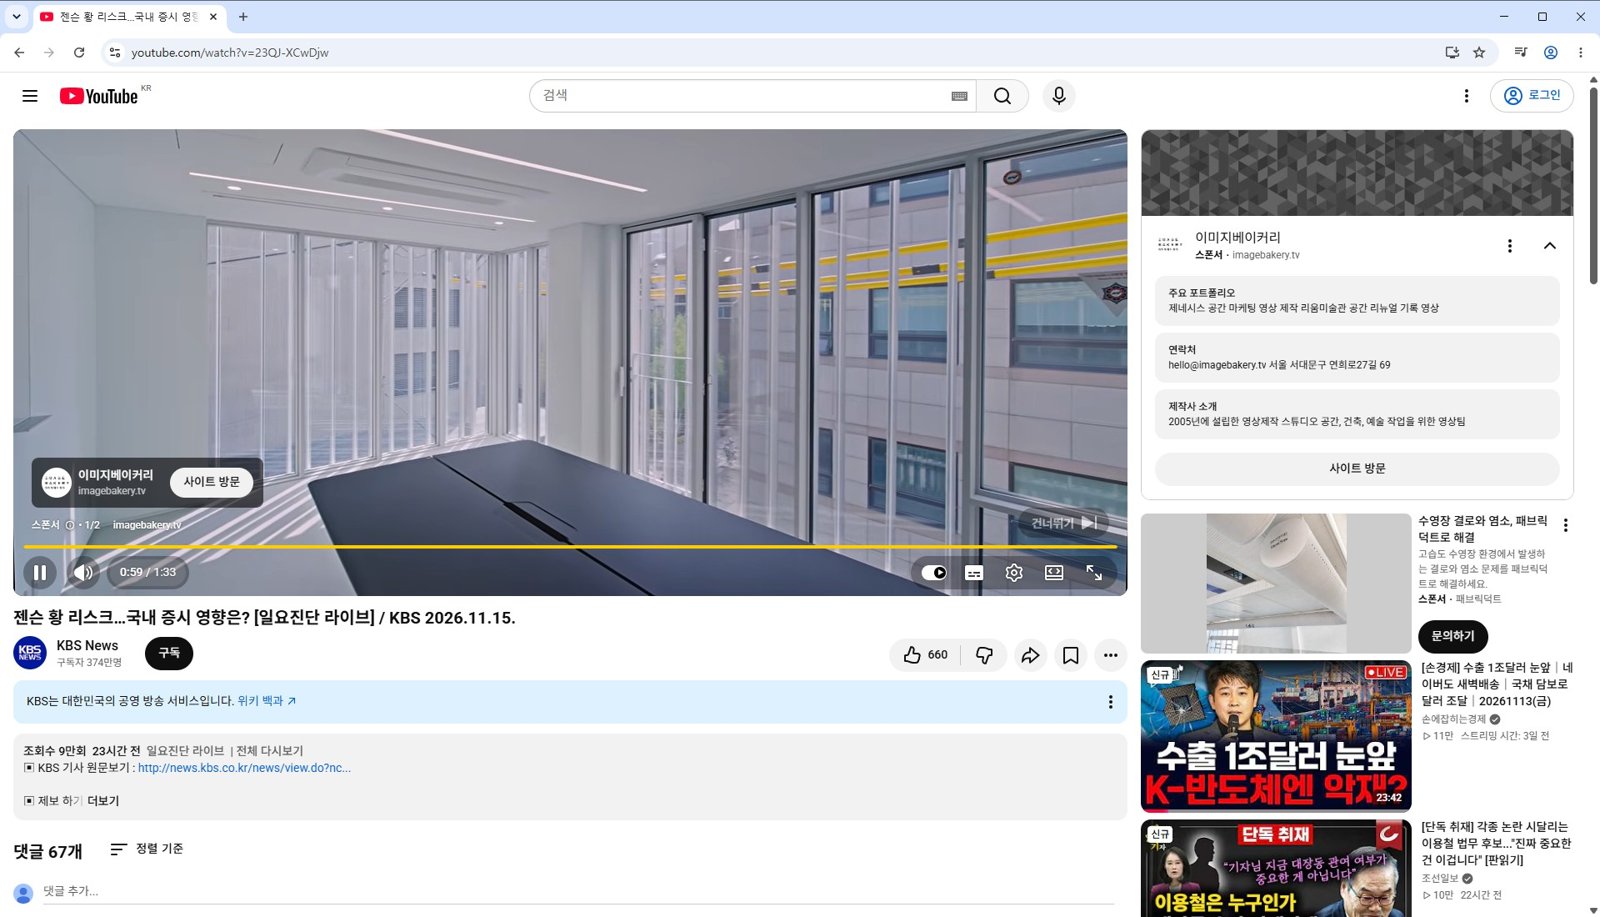 젠슨 황 리스크...국내 증시 영향
youtube.com/watch?v=23QJ-XCwDjw
YouTube KR
검색
로그인
이미지베이커리
imagebakery.tv
사이트 방문
스폰서 · 1/2 imagebakery.tv
건너뛰기
0:59 / 1:33
젠슨 황 리스크...국내 증시 영향은? [일요진단 라이브] / KBS 2026.11.15.
KBS NEWS
KBS News
구독자 374만명
구독
660
KBS는 대한민국의 공영 방송 서비스입니다. 위키 백과
조회수 9만회 23시간 전 일요진단 라이브 | 전체 다시보기
▣ KBS 기사 원문보기 : http://news.kbs.co.kr/news/view.do?nc...
▣ 제보 하기 더보기
댓글 67개
정렬 기준
댓글 추가...
이미지베이커리
스폰서 · imagebakery.tv
주요 포트폴리오
제네시스 공간 마케팅 영상 제작 리움미술관 공간 리뉴얼 기록 영상
연락처
hello@imagebakery.tv 서울 서대문구 연희로27길 69
제작사 소개
2005년에 설립한 영상제작 스튜디오 공간, 건축, 예술 작업을 위한 영상팀
사이트 방문
수영장 결로와 염소, 패브릭
덕트로 해결
고습도 수영장 환경에서 발생하
는 결로와 염소 문제를 패브릭덕
트로 해결하세요.
스폰서 · 패브릭덕트
문의하기
신규
LIVE
수출 1조달러 눈앞
K-반도체엔 악재?
23:42
[손경제] 수출 1조달러 눈앞 | 네
이버도 새벽배송 | 국채 담보로
달러 조달 | 20261113(금)
손에잡히는경제
11만 스트리밍 시간: 3일 전
신규
기자
단독 취재
"기자님 지금 대장동 관여 여부가
중요한 게 아닙니다"
이용철은 누구인가
[단독 취재] 각종 논란 시달리는
이용철 법무 후보..."진짜 중요한
건 이겁니다" [판읽기]
조선일보
10만 22시간 전